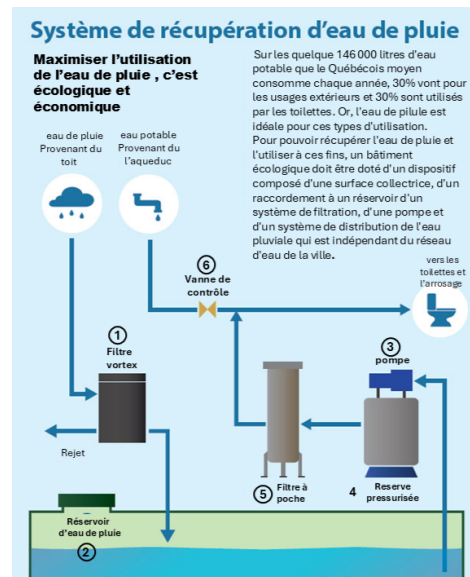 Système de récupération d'eau de pluie
Maximiser l'utilisation
de l'eau de pluie , c'est
écologique et
économique
Sur les quelque 146 000 litres d'eau
potable que le Québécois moyen
consomme chaque année, 30% vont pour
les usages extérieurs et 30% sont utilisés
par les toilettes. Or, l'eau de pilule est
idéale pour ces types d'utilisation.
Pour pouvoir récupérer l'eau de pluie et
l'utiliser à ces fins, un bâtiment
écologique doit être doté d'un dispositif
composé d'une surface collectrice, d'un
raccordement à un réservoir d'un
système de filtration, d'une pompe et
d'un système de distribution de l'eau
pluviale qui est indépendant du réseau
d'eau de la ville.
eau de pluie
Provenant du
toit
eau potable
Provenant du
l'aqueduc
6
Vanne de
contrôle
vers les
toilettes et
l'arrosage
1
Filtre
vortex
3
pompe
Rejet
5
Filtre à
poche
4
Reserve
pressurisée
Réservoir
d'eau de pluie
2